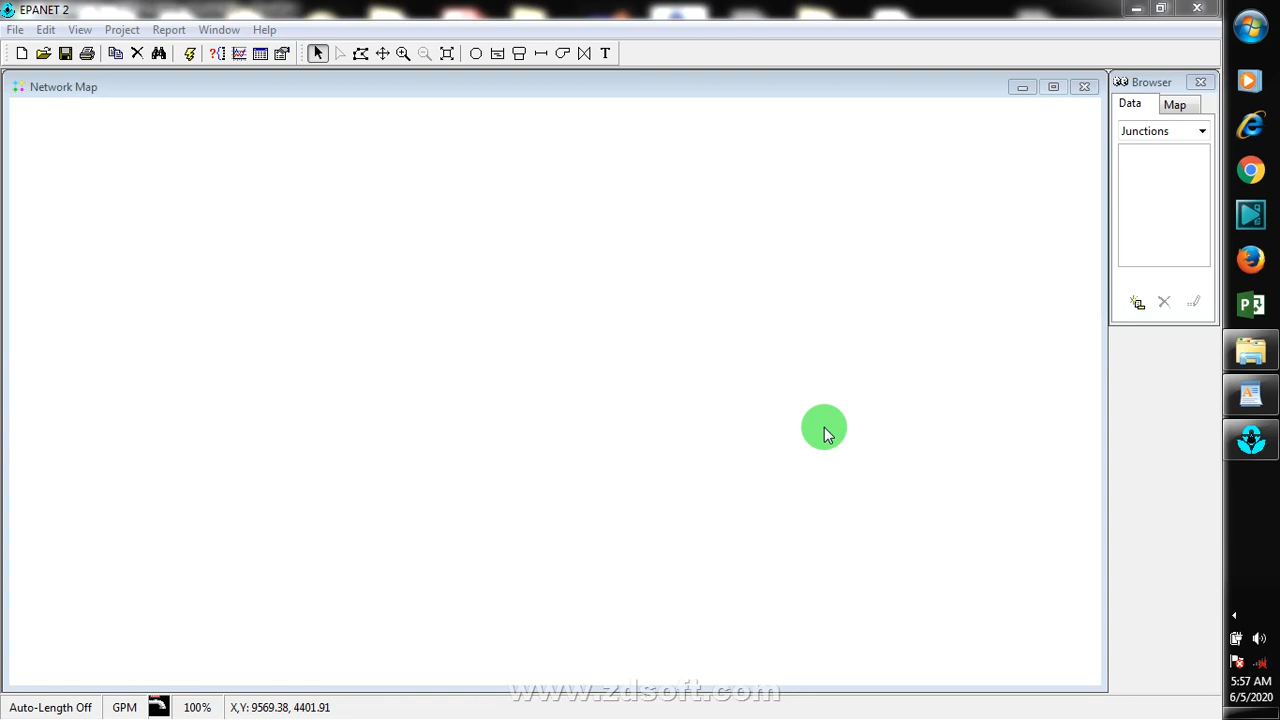 EPANET 2
File Edit View Project Report Window Help
T
Network Map
Browser
Data Map
Junctions
5:57 AM
6/5/2020
www.zdsoft.com
Auto-Length Off GPM 100% X,Y: 9569.38, 4401.91